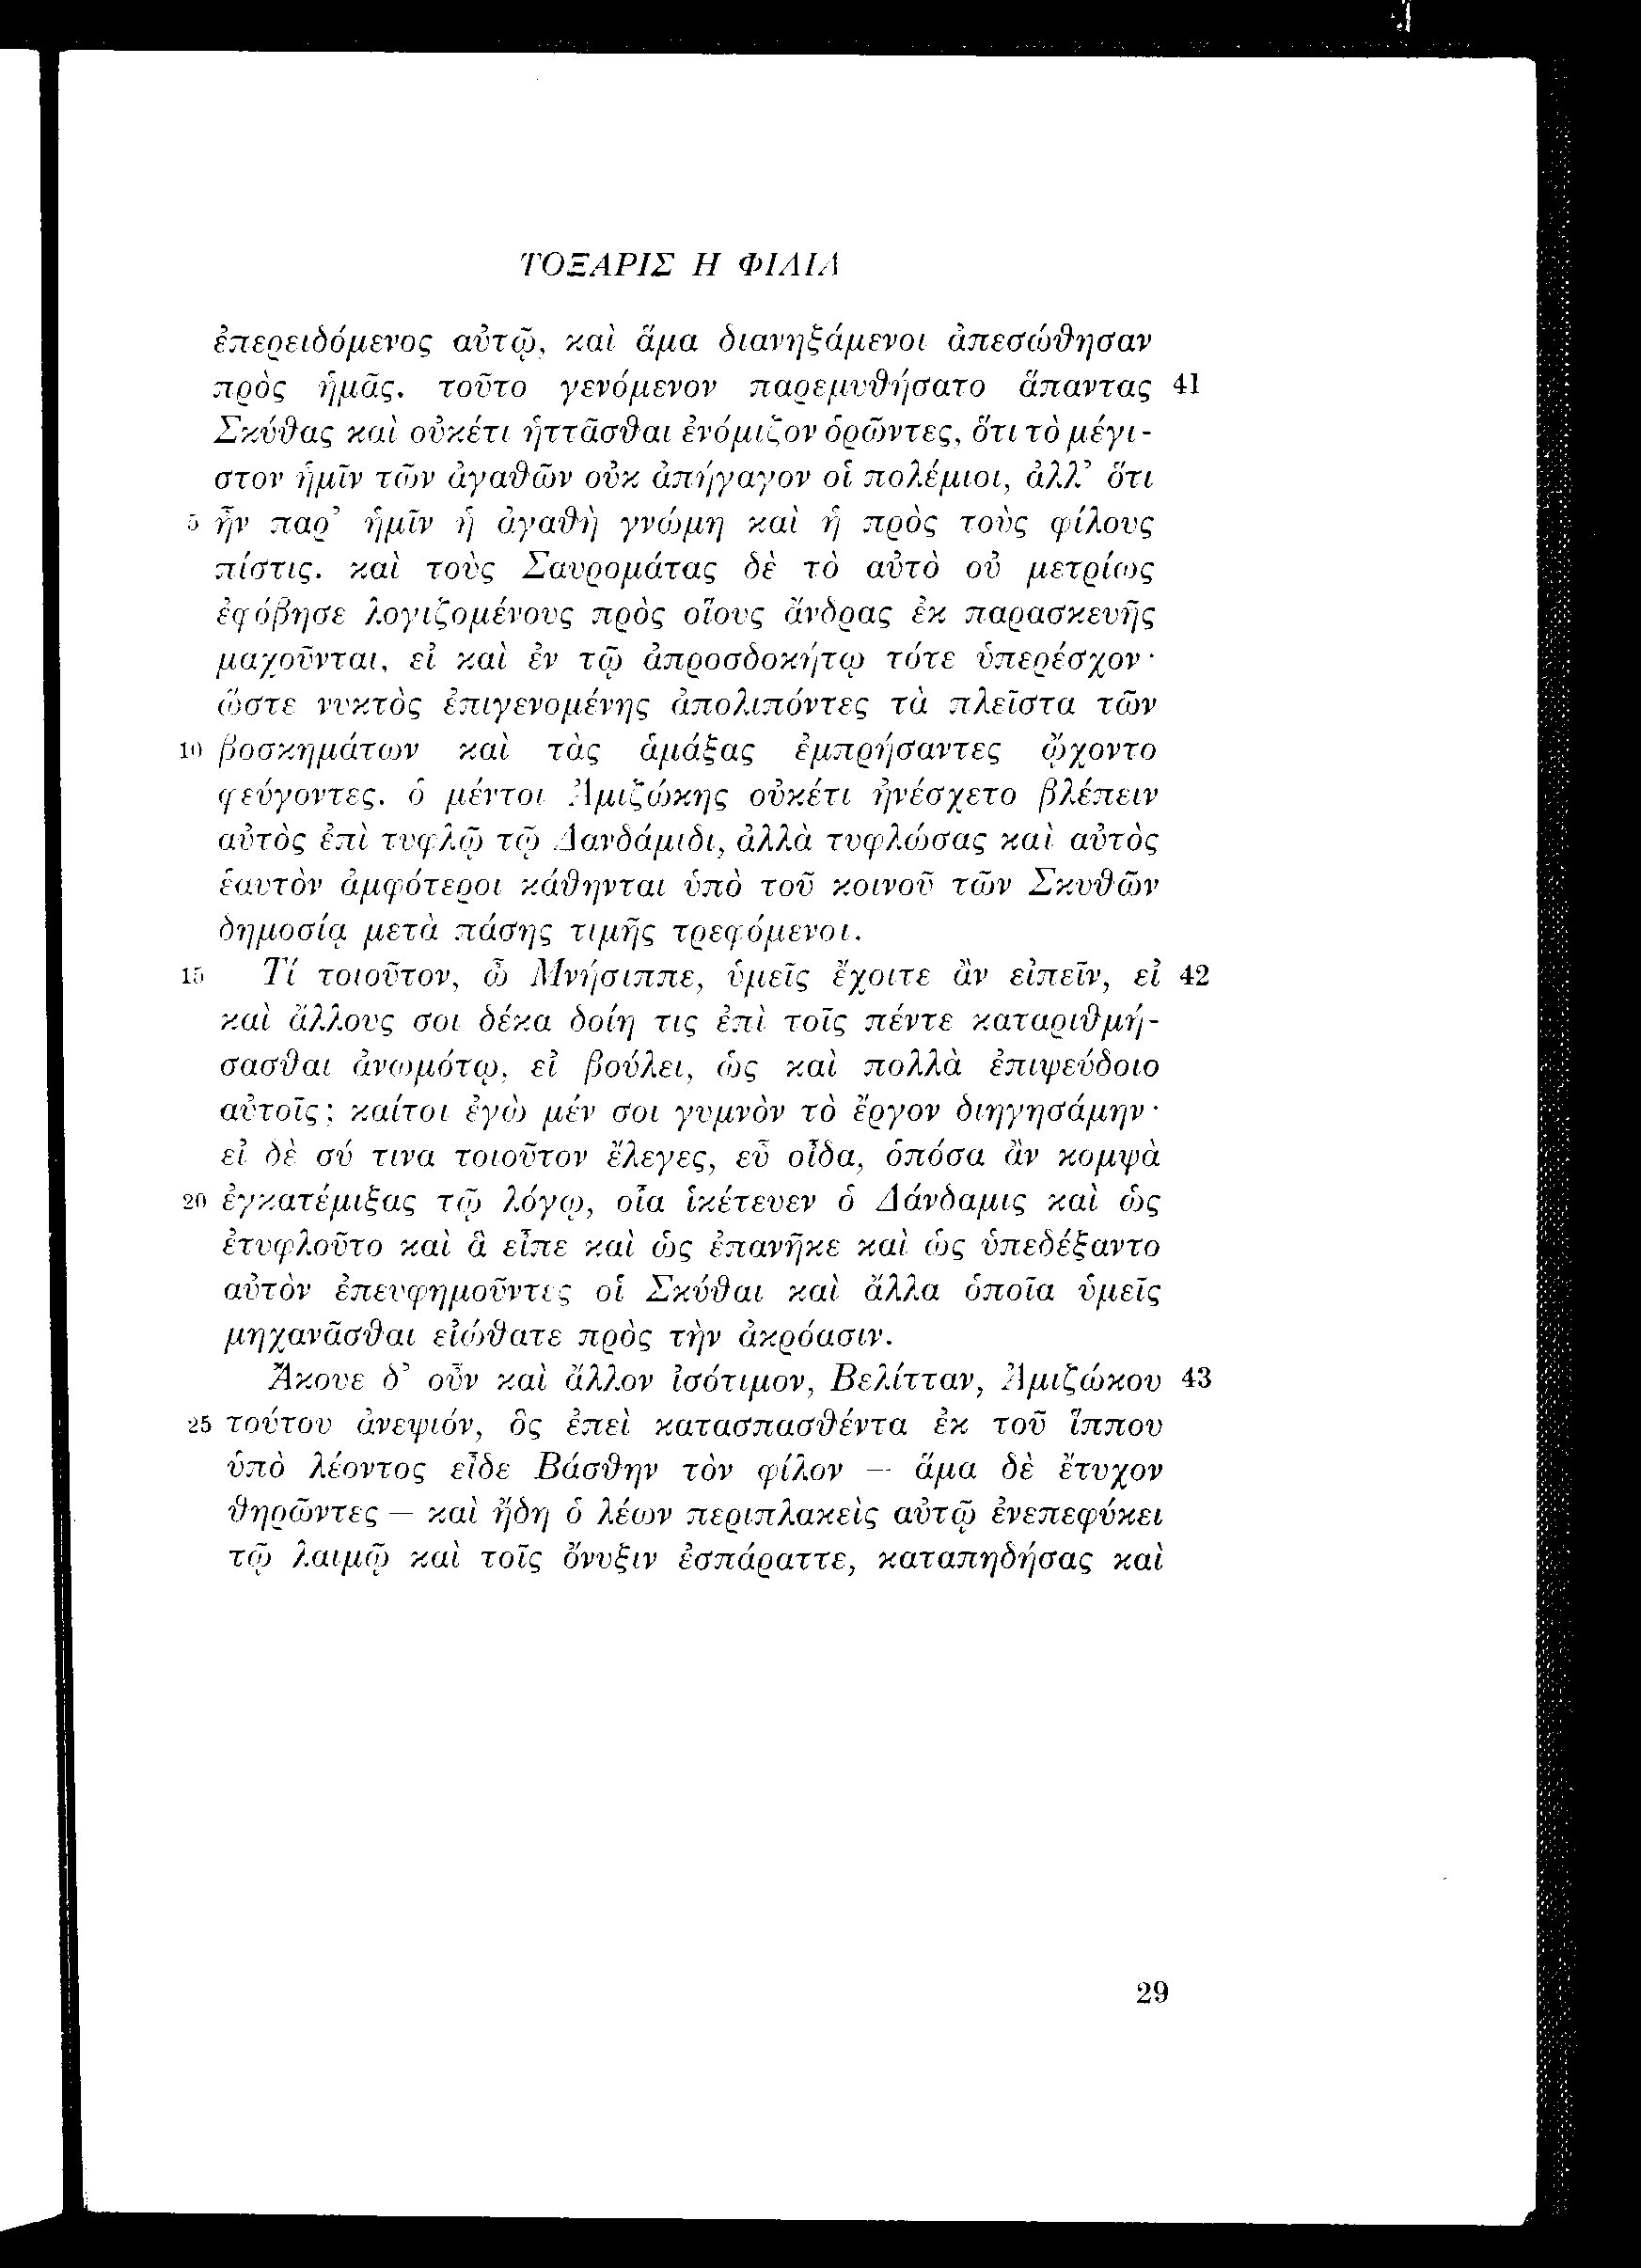 ΤΟΞΑΡΙΣ Η ΦΙΛΙΑ
ἐπερειδόμενος αὐτῷ, καὶ ἅμα διανηξάμενοι ἀπεσώθησαν
πρὸς ἡμᾶς. τοῦτο γενόμενον παρεμυθήσατο ἅπαντας 41
Σκύθας καὶ οὐκέτι ἡττᾶσθαι ἐνόμιζον ὁρῶντες, ὅτι τὸ μέγι-
στον ἡμῖν τῶν ἀγαθῶν οὐκ ἀπήγαγον οἱ πολέμιοι, ἀλλ’ ὅτι
5 ἦν παρ’ ἡμῖν ἡ ἀγαθὴ γνώμη καὶ ἡ πρὸς τοὺς φίλους
πίστις. καὶ τοὺς Σαυρομάτας δὲ τὸ αὐτὸ οὐ μετρίως
ἐφόβησε λογιζομένους πρὸς οἵους ἄνδρας ἐκ παρασκευῆς
μαχοῦνται, εἰ καὶ ἐν τῷ ἀπροσδοκήτῳ τότε ὑπερέσχον·
ὥστε νυκτὸς ἐπιγενομένης ἀπολιπόντες τὰ πλεῖστα τῶν
10 βοσκημάτων καὶ τὰς ἁμάξας ἐμπρήσαντες ᾤχοντο
φεύγοντες. ὁ μέντοι Ἀμιζώκης οὐκέτι ἠνέσχετο βλέπειν
αὐτὸς ἐπὶ τυφλῷ τῷ Δανδάμιδι, ἀλλὰ τυφλώσας καὶ αὐτὸς
ἑαυτὸν ἀμφότεροι κάθηνται ὑπὸ τοῦ κοινοῦ τῶν Σκυθῶν
δημοσίᾳ μετὰ πάσης τιμῆς τρεφόμενοι.
15 Τί τοιοῦτον, ὦ Μνήσιππε, ὑμεῖς ἔχοιτε ἂν εἰπεῖν, εἰ 42
καὶ ἄλλους σοι δέκα δοίη τις ἐπὶ τοῖς πέντε καταριθμή-
σασθαι ἀνωμότῳ, εἰ βούλει, ὡς καὶ πολλὰ ἐπιψεύδοιο
αὐτοῖς; καίτοι ἐγὼ μέν σοι γυμνὸν τὸ ἔργον διηγησάμην·
εἰ δὲ σύ τινα τοιοῦτον ἔλεγες, εὖ οἶδα, ὁπόσα ἂν κομψὰ
20 ἐγκατέμιξας τῷ λόγῳ, οἷα ἱκέτευεν ὁ Δάνδαμις καὶ ὡς
ἐτυφλοῦτο καὶ ἃ εἶπε καὶ ὡς ἐπανῆκε καὶ ὡς ὑπεδέξαντο
αὐτὸν ἐπευφημοῦντες οἱ Σκύθαι καὶ ἄλλα ὁποῖα ὑμεῖς
μηχανᾶσθαι εἰώθατε πρὸς τὴν ἀκρόασιν.
Ἄκουε δ’ οὖν καὶ ἄλλον ἰσότιμον, Βελίτταν, Ἀμιζώκου 43
25 τούτου ἀνεψιόν, ὃς ἐπεὶ κατασπασθέντα ἐκ τοῦ ἵππου
ὑπὸ λέοντος εἶδε Βάσθην τὸν φίλον — ἅμα δὲ ἔτυχον
θηρῶντες — καὶ ἤδη ὁ λέων περιπλακεὶς αὐτῷ ἐνεπεφύκει
τῷ λαιμῷ καὶ τοῖς ὄνυξιν ἐσπάραττε, καταπηδήσας καὶ
29